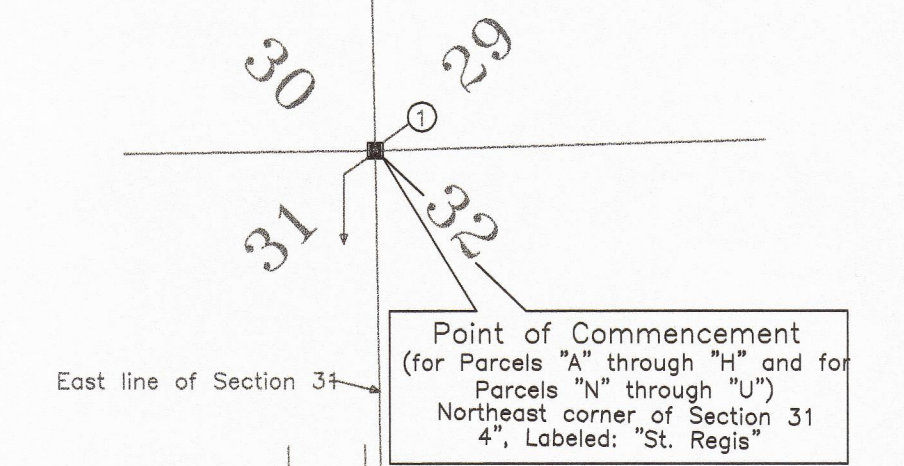 30
29
1
31
32
Point of Commencement
(for Parcels "A" through "H" and for
Parcels "N" through "U")
Northeast corner of Section 31
4", Labeled: "St. Regis"
East line of Section 31